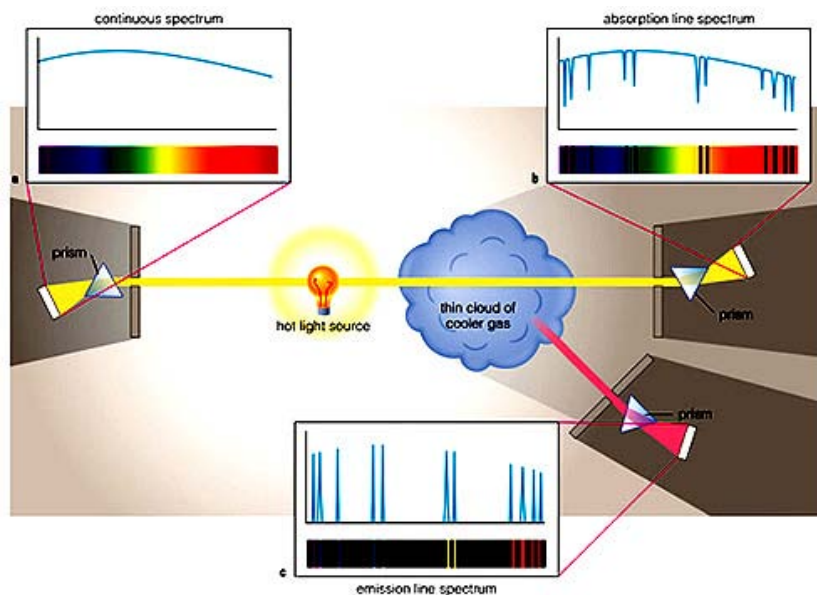 continuous spectrum
absorption line spectrum
a
b
prism
hot light source
thin cloud of
cooler gas
prism
prism
c
emission line spectrum